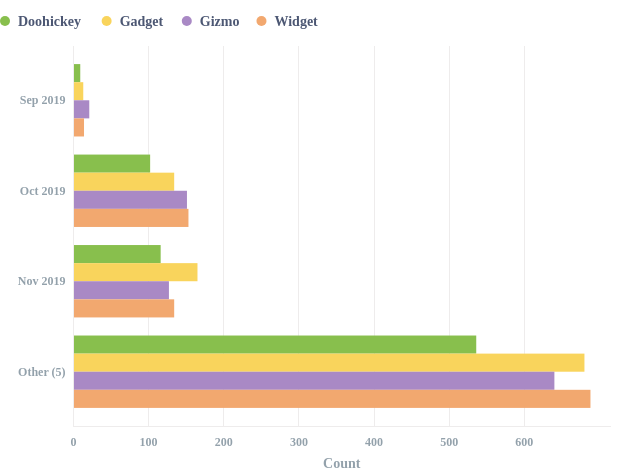 Doohickey Gadget Gizmo Widget
Sep 2019
Oct 2019
Nov 2019
Other (5)
0 100 200 300 400 500 600
Count